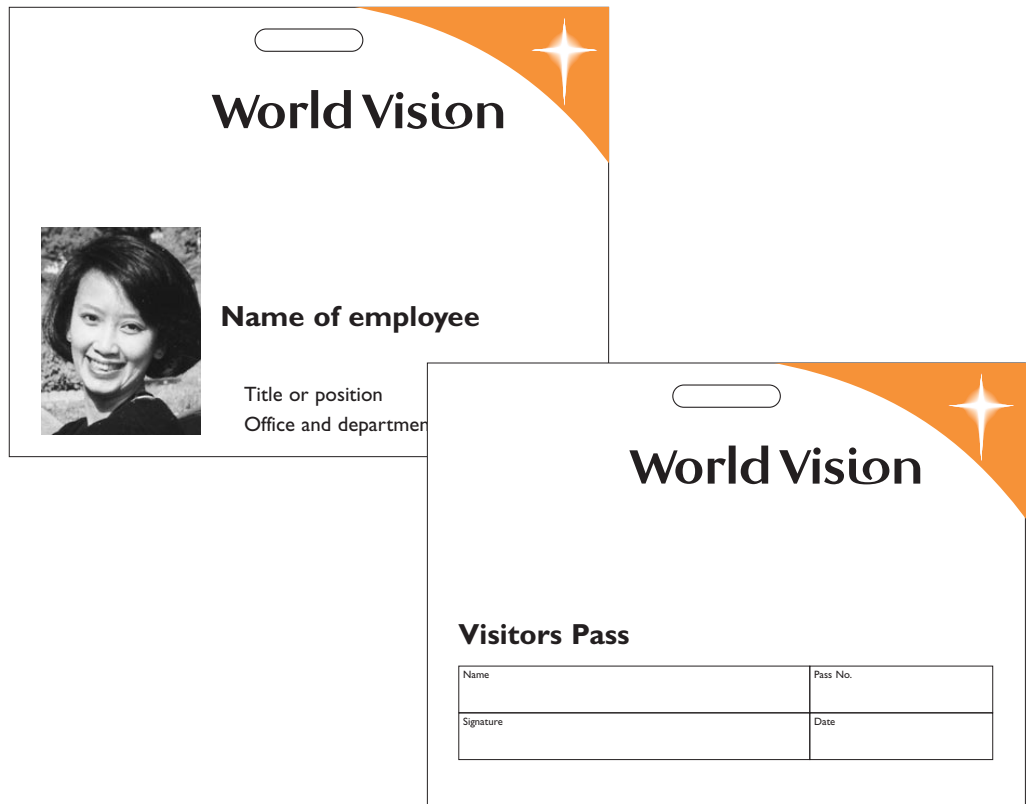 World Vision
Name of employee
Title or position
Office and departmen
World Vision
Visitors Pass
Name
Pass No.
Signature
Date